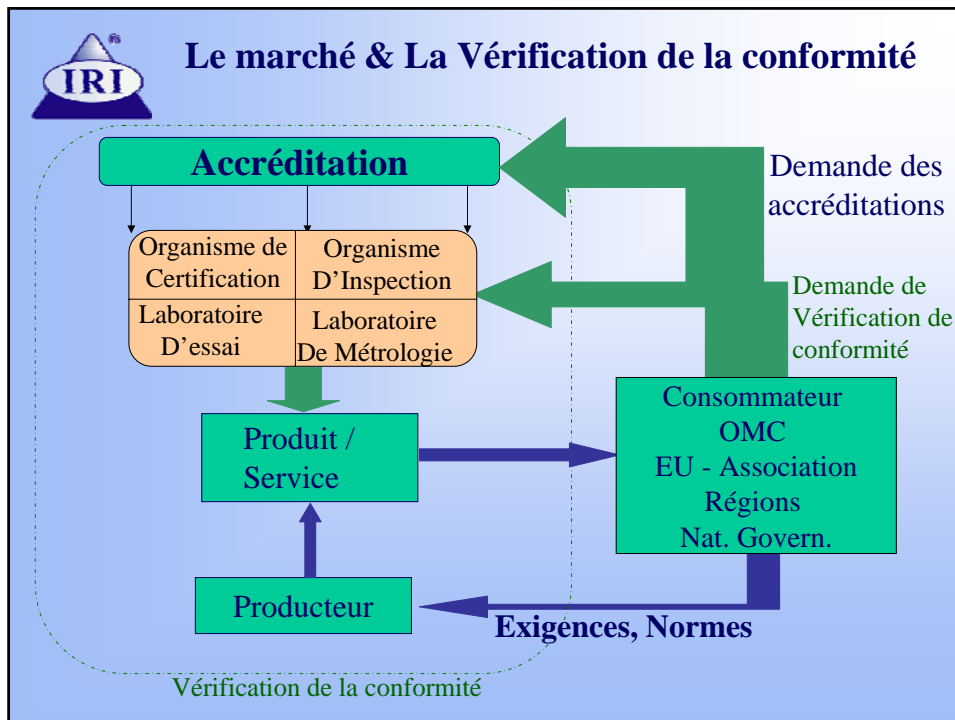 IRI
Le marché & La Vérification de la conformité
Accréditation
Demande des
accréditations
Organisme de
Certification
Organisme
D’Inspection
Laboratoire
D’essai
Laboratoire
De Métrologie
Demande de
Vérification de
conformité
Produit /
Service
Consommateur
OMC
EU - Association
Régions
Nat. Govern.
Producteur
Exigences, Normes
Vérification de la conformité